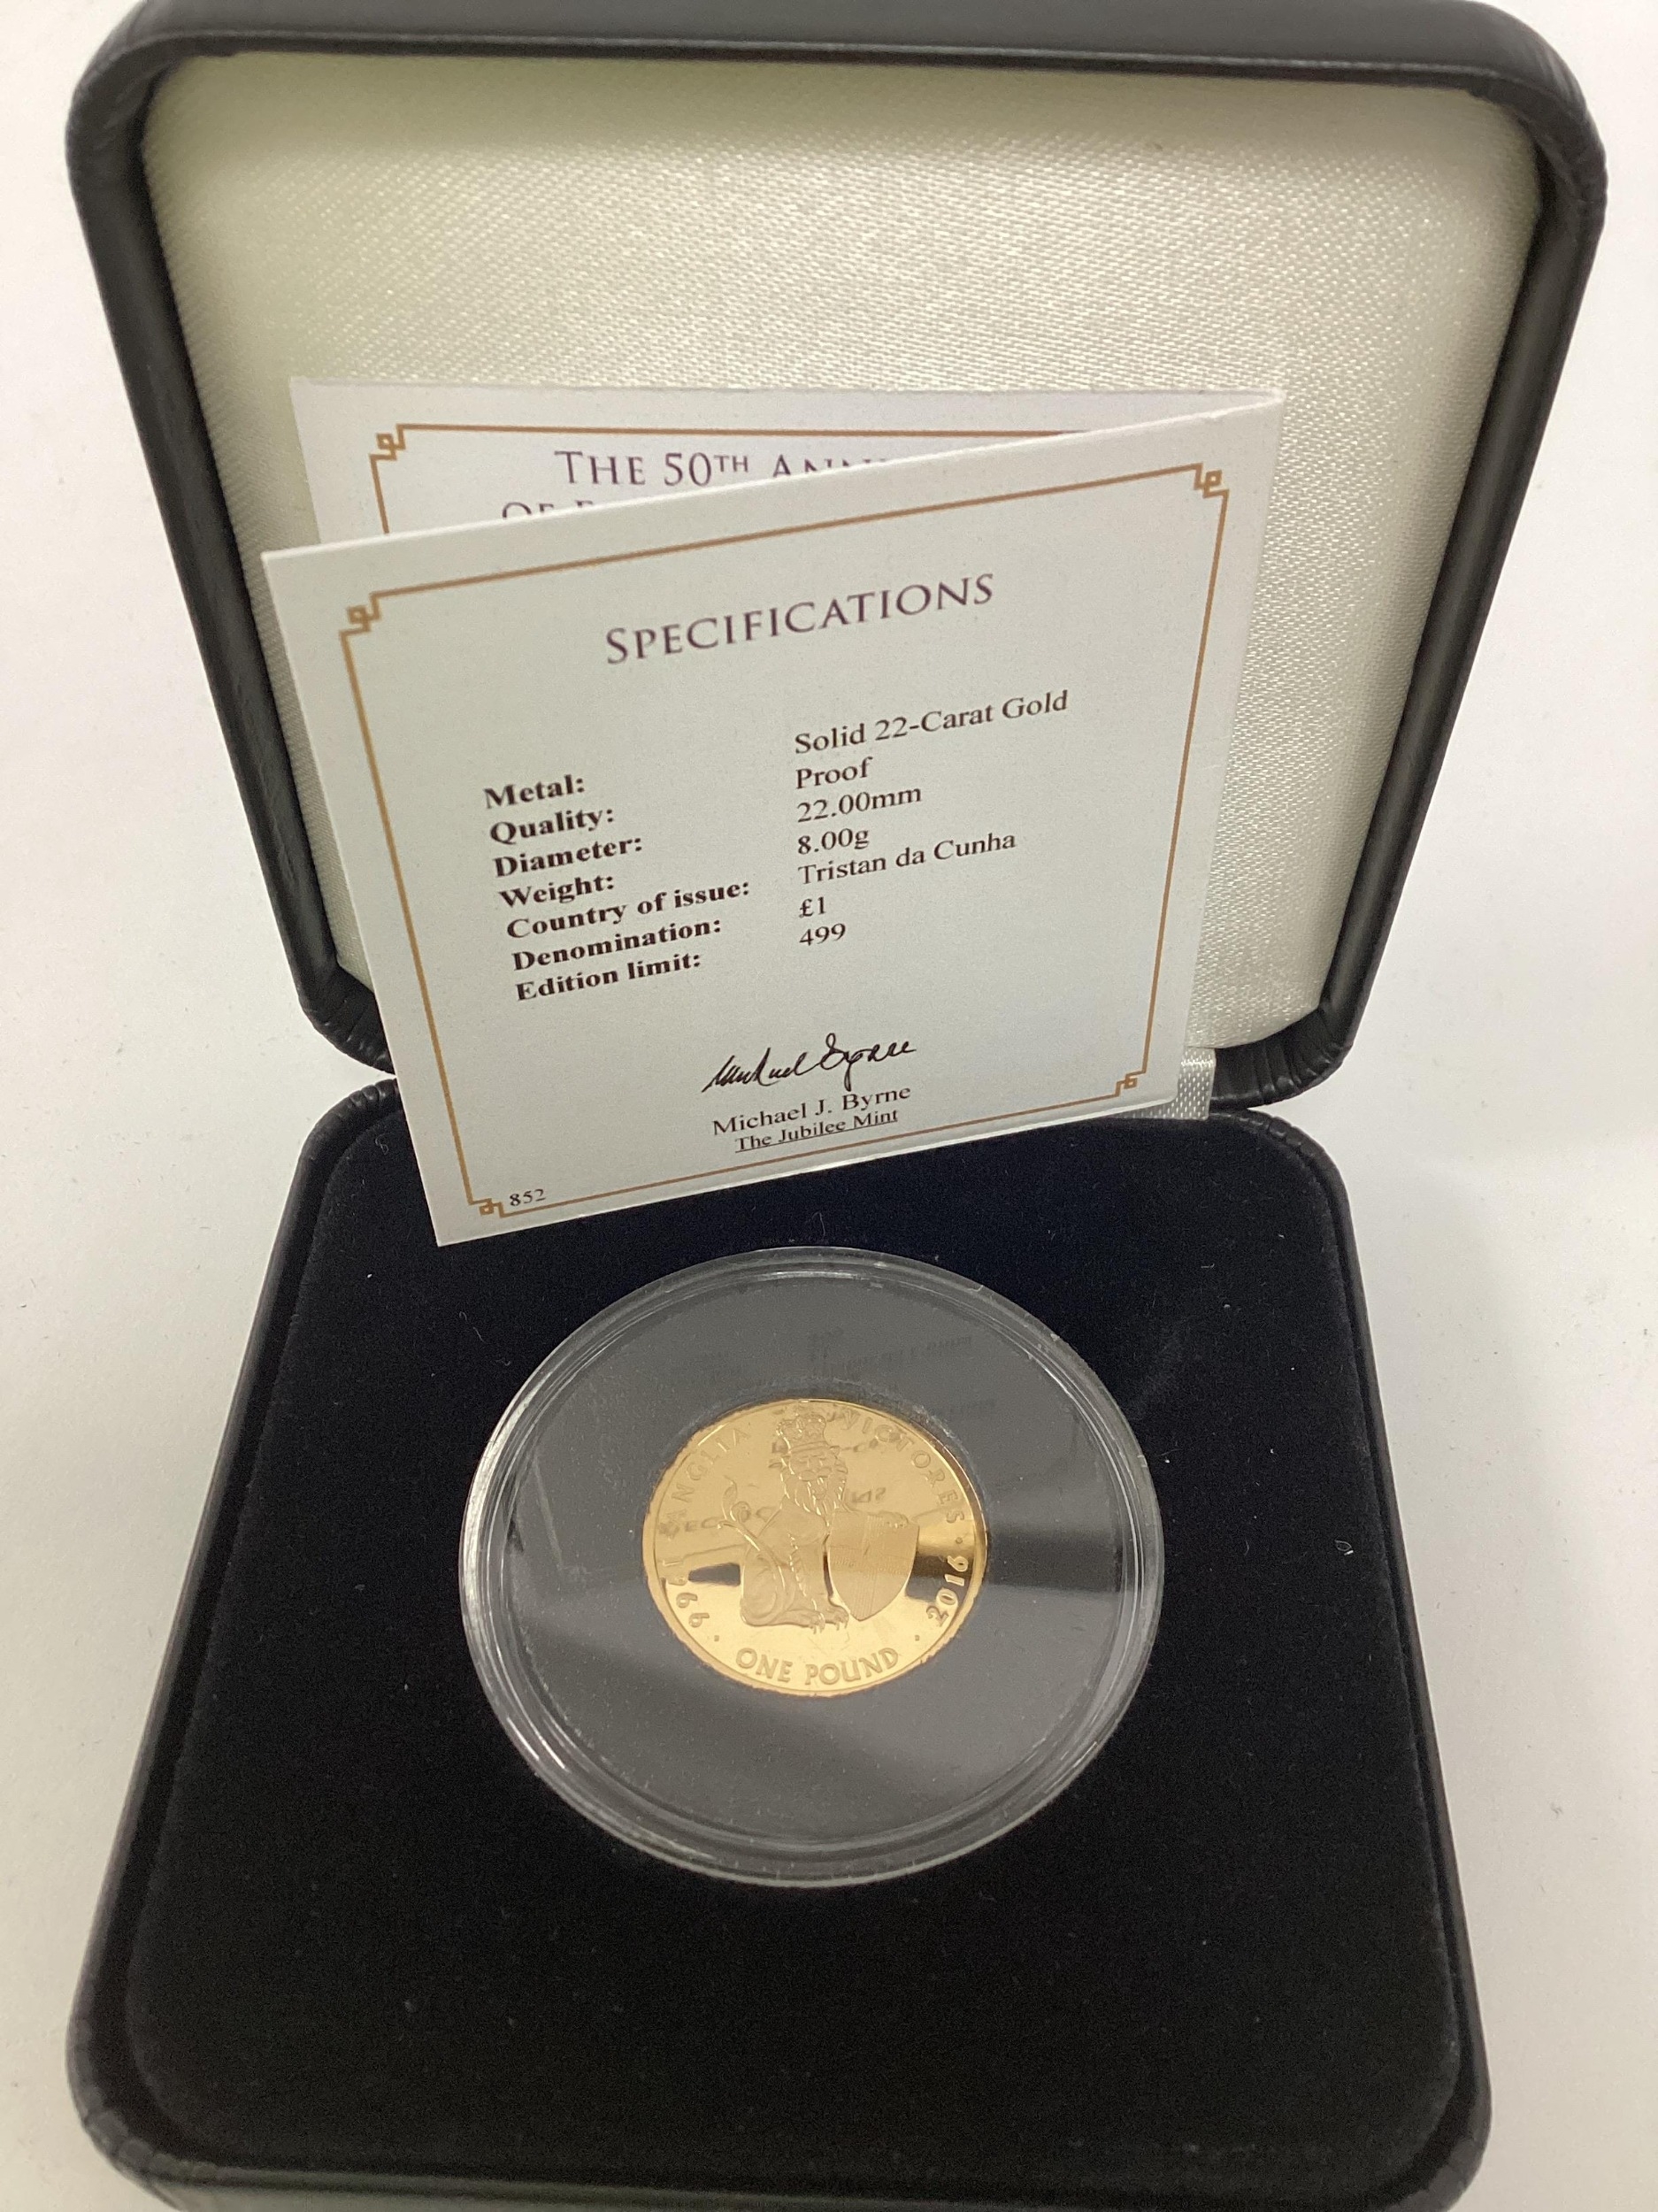 THE 50TH
SPECIFICATIONS
Metal: Solid 22-Carat Gold
Quality: Proof
Diameter: 22.00mm
Weight: 8.00g
Country of issue: Tristan da Cunha
Denomination: £1
Edition limit: 499
Michael Byrne
Michael J. Byrne
The Jubilee Mint
852
ANGLIA VICTORES
1966 · ONE POUND · 2016